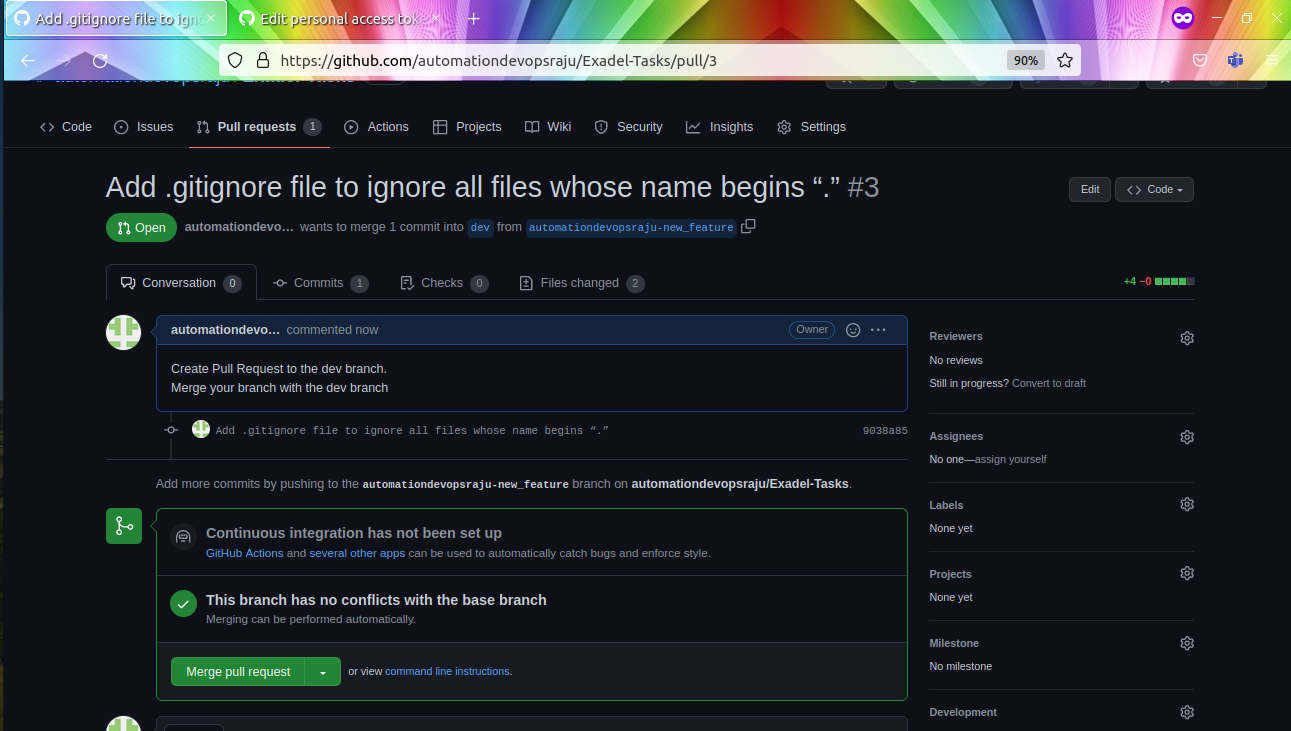 Add .gitignore file to ign
Edit personal access toke
https://github.com/automationdevopsraju/Exadel-Tasks/pull/3
90%
Code
Issues
Pull requests 1
Actions
Projects
Wiki
Security
Insights
Settings
Add .gitignore file to ignore all files whose name begins “.” #3
Edit
Code
Open
automationdevo… wants to merge 1 commit into dev from automationdevopsraju-new_feature
Conversation 0
Commits 1
Checks 0
Files changed 2
+4 −0
automationdevo… commented now
Owner
Create Pull Request to the dev branch.
Merge your branch with the dev branch
Add .gitignore file to ignore all files whose name begins “.”
9038a85
Add more commits by pushing to the automationdevopsraju-new_feature branch on automationdevopsraju/Exadel-Tasks.
Continuous integration has not been set up
GitHub Actions and several other apps can be used to automatically catch bugs and enforce style.
This branch has no conflicts with the base branch
Merging can be performed automatically.
Merge pull request
or view command line instructions.
Reviewers
No reviews
Still in progress? Convert to draft
Assignees
No one—assign yourself
Labels
None yet
Projects
None yet
Milestone
No milestone
Development